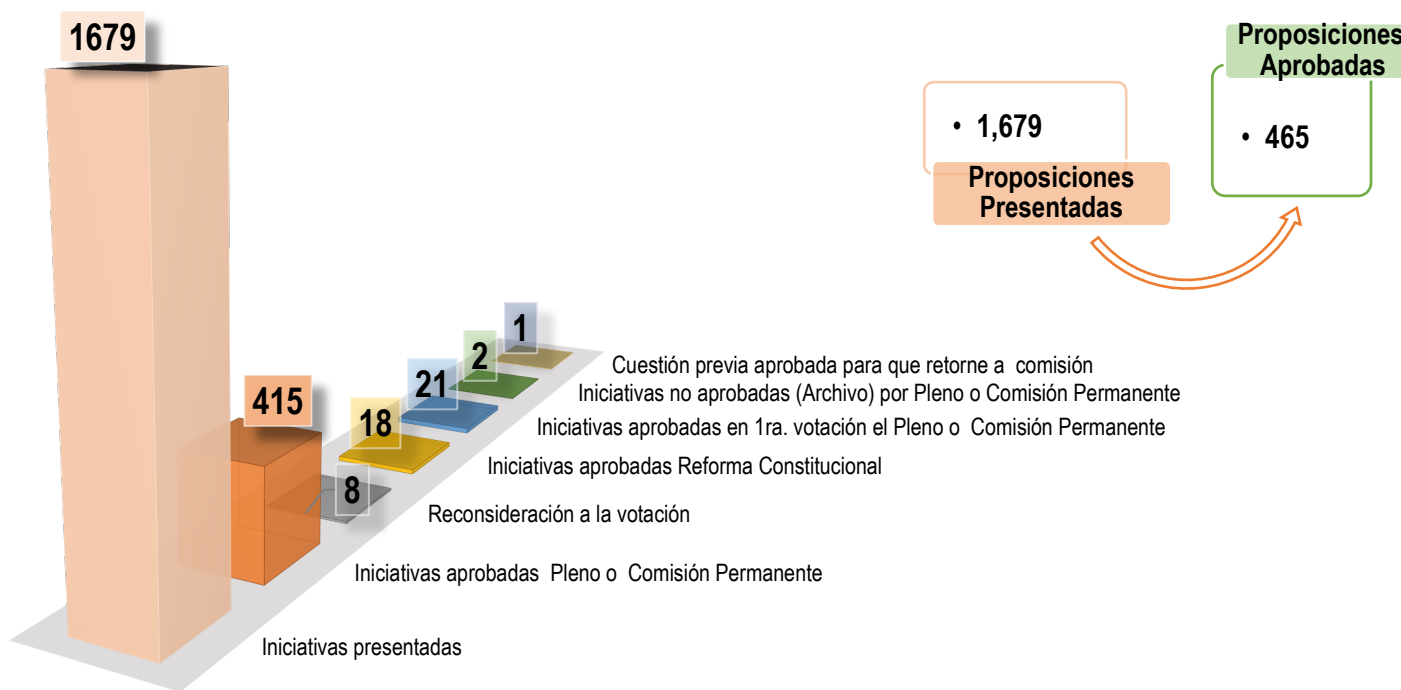 1679
415
8
18
21
2
1
Cuestión previa aprobada para que retorne a comisión
Iniciativas no aprobadas (Archivo) por Pleno o Comisión Permanente
Iniciativas aprobadas en 1ra. votación el Pleno o Comisión Permanente
Iniciativas aprobadas Reforma Constitucional
Reconsideración a la votación
Iniciativas aprobadas Pleno o Comisión Permanente
Iniciativas presentadas
• 1,679
Proposiciones
Presentadas
Proposiciones
Aprobadas
• 465